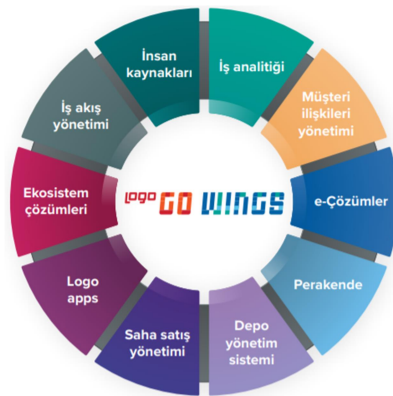 İnsan
kaynakları
İş analitiği
Müşteri
ilişkileri
yönetimi
e-Çözümler
Perakende
Depo
yönetim
sistemi
Saha satış
yönetimi
Logo
apps
Ekosistem
çözümleri
İş akış
yönetimi
LOGO GO WINGS